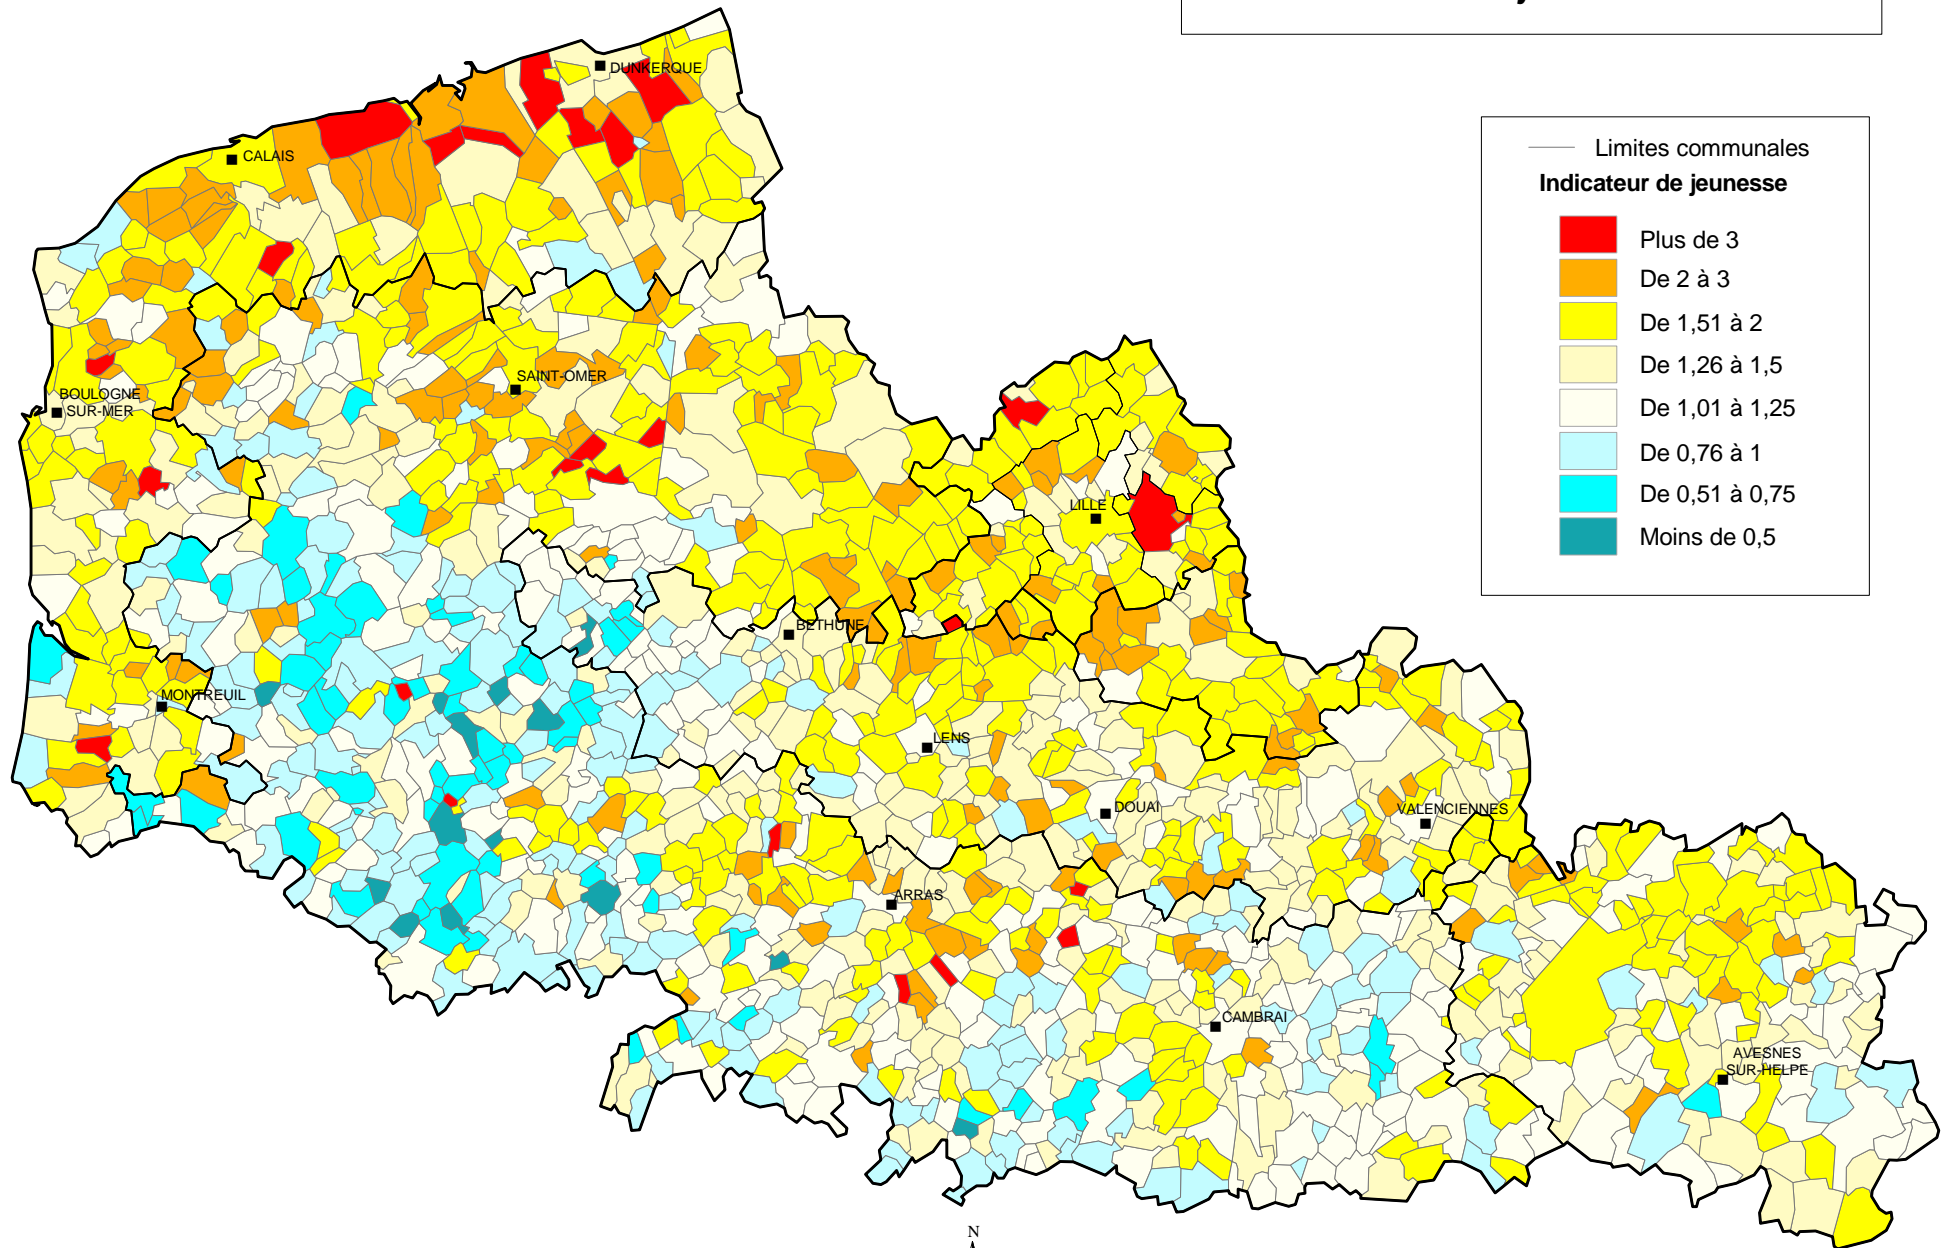 DUNKERQUE
CALAIS
Limites communales
Indicateur de jeunesse
Plus de 3
De 2 à 3
De 1,51 à 2
De 1,26 à 1,5
De 1,01 à 1,25
De 0,76 à 1
De 0,51 à 0,75
Moins de 0,5
SAINT-OMER
BOULOGNE
SUR-MER
LILLE
BETHUNE
MONTREUIL
LENS
DOUAI
VALENCIENNES
ARRAS
CAMBRAI
AVESNES
SUR-HELPE
N